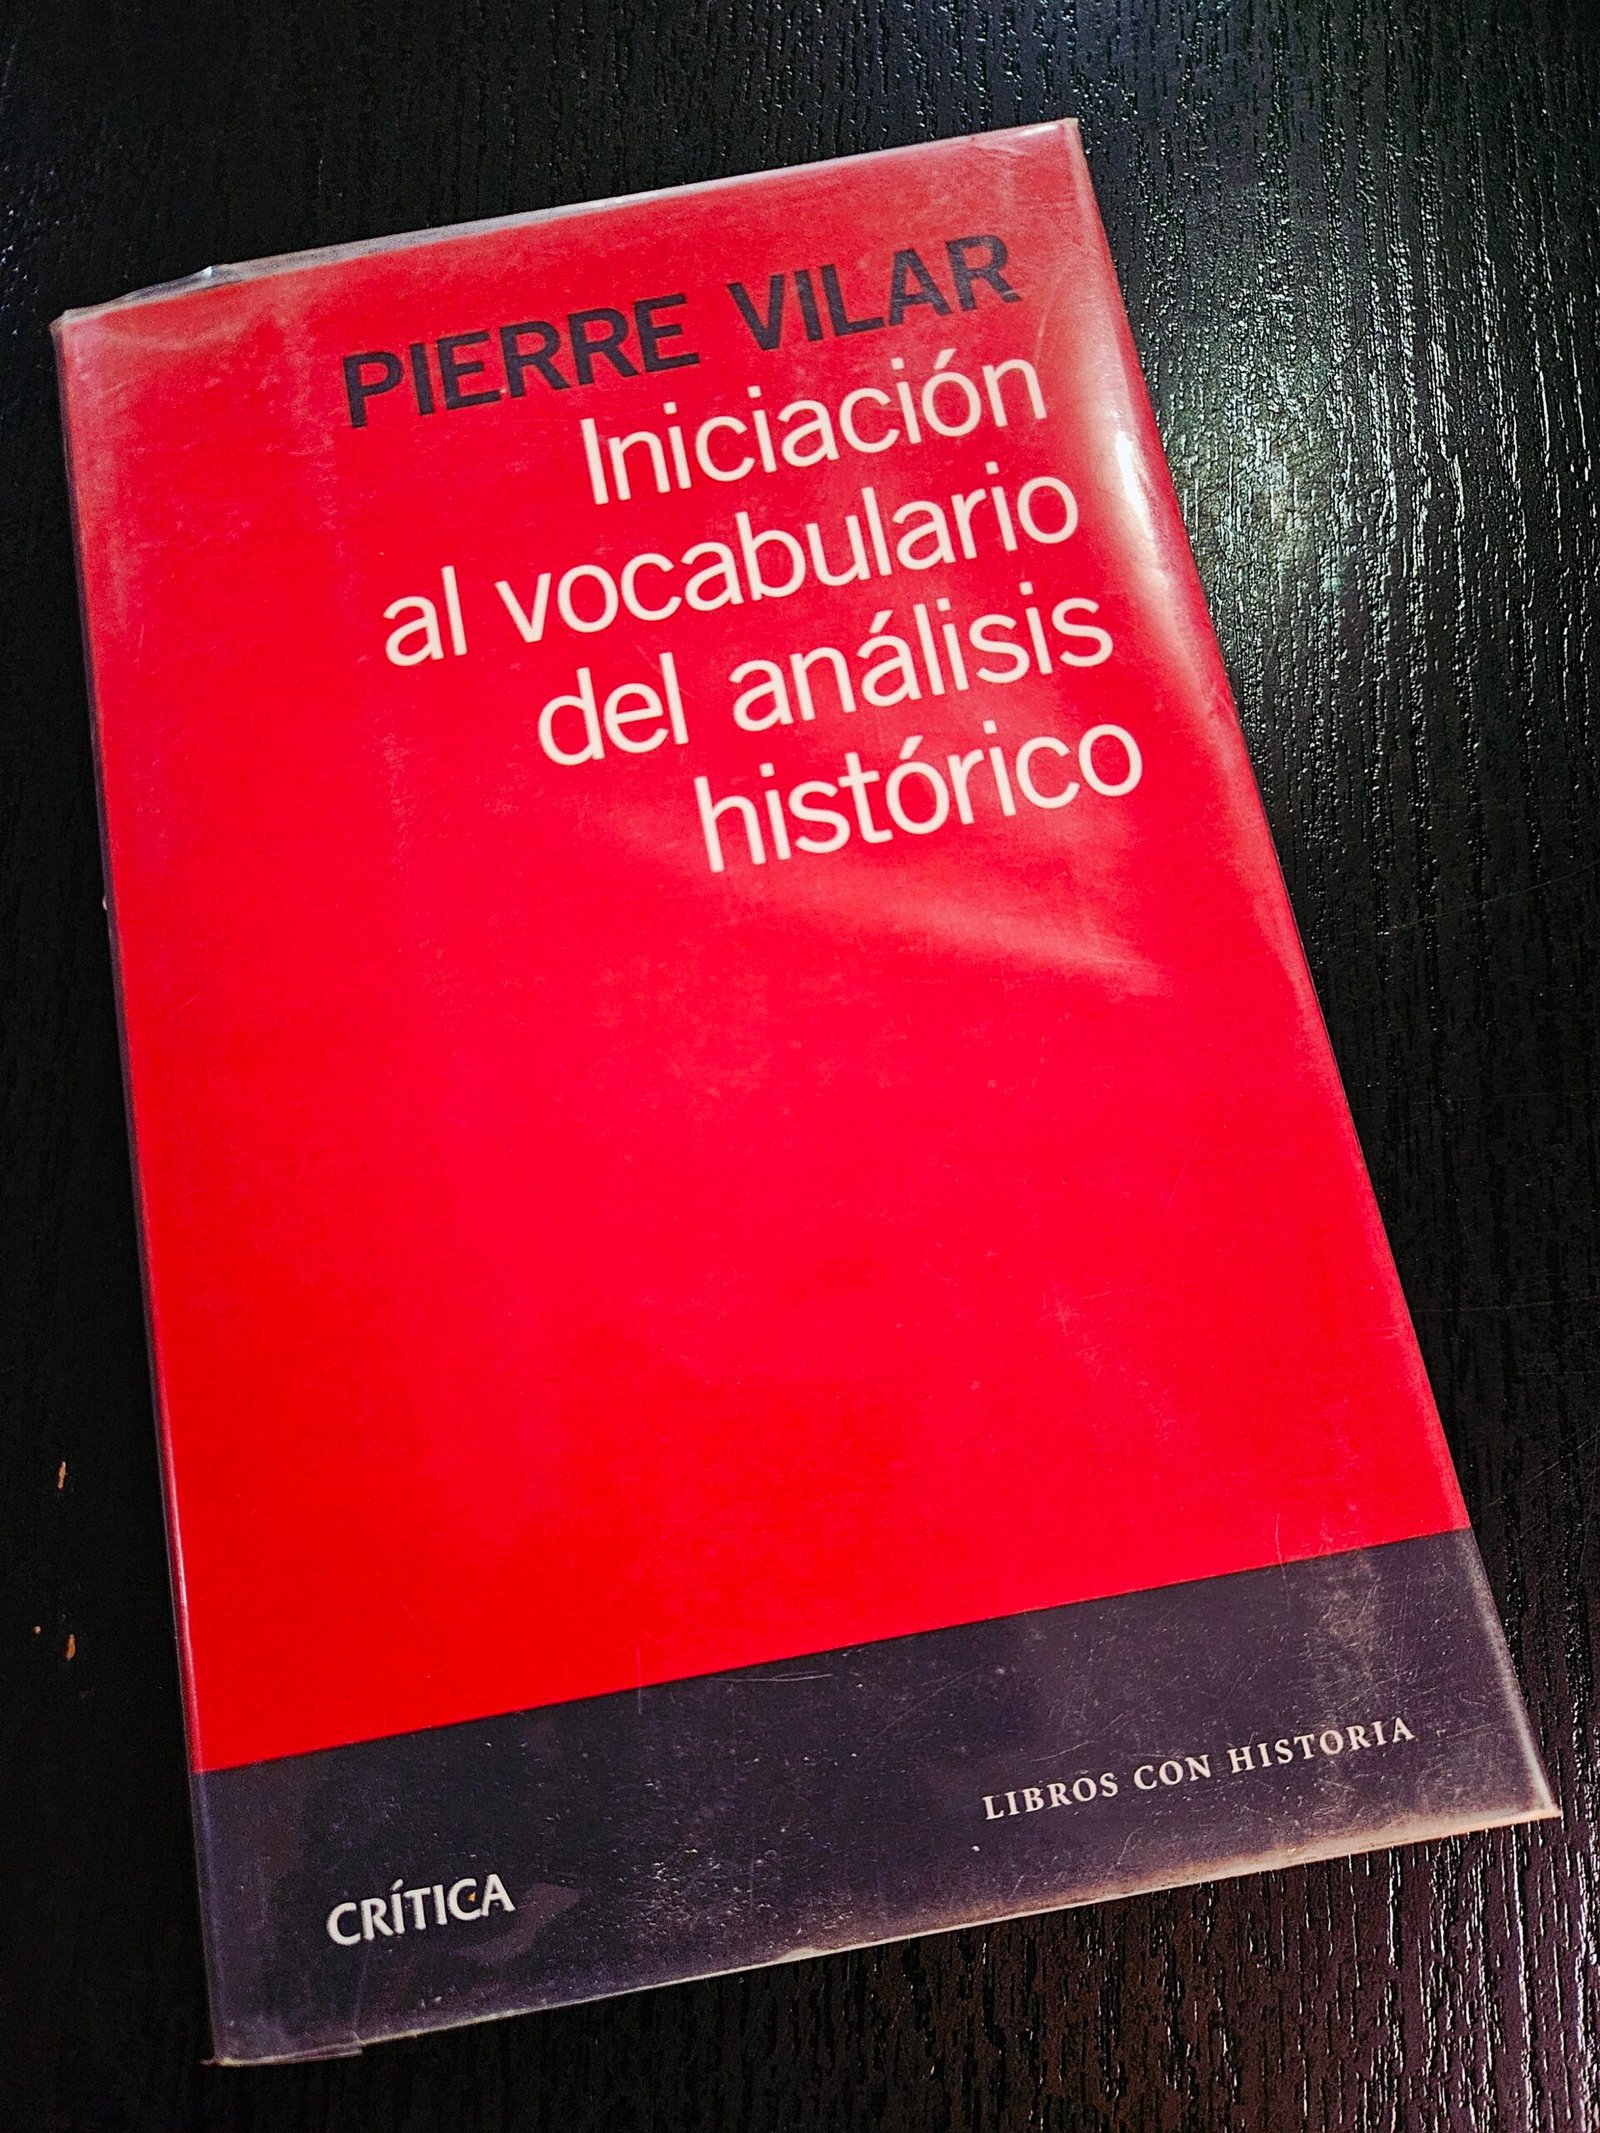 PIERRE VILAR
Iniciación
al vocabulario
del análisis
histórico
LIBROS CON HISTORIA
CRÍTICA